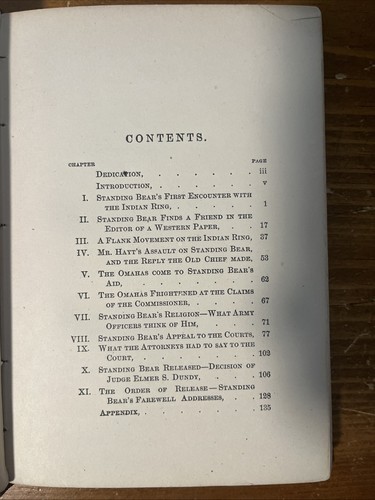 CONTENTS.
CHAPTER PAGE
DEDICATION, . . . . . . iii
INTRODUCTION, . . . . . v
I. STANDING BEAR'S FIRST ENCOUNTER WITH
THE INDIAN RING, . . . . . 1
II. STANDING BEAR FINDS A FRIEND IN THE
EDITOR OF A WESTERN PAPER, . . 17
III. A FLANK MOVEMENT ON THE INDIAN RING, 37
IV. MR. HAYT'S ASSAULT ON STANDING BEAR,
AND THE REPLY THE OLD CHIEF MADE, . 53
V. THE OMAHAS COME TO STANDING BEAR'S
AID, . . . . . . . 62
VI. THE OMAHAS FRIGHTENED AT THE CLAIMS
OF THE COMMISSIONER, . . . . 67
VII. STANDING BEAR'S RELIGION—WHAT ARMY
OFFICERS THINK OF HIM, . . . 71
VIII. STANDING BEAR'S APPEAL TO THE COURTS, 77
IX. WHAT THE ATTORNEYS HAD TO SAY TO THE
COURT, . . . . . . . 102
X. STANDING BEAR RELEASED—DECISION OF
JUDGE ELMER S. DUNDY, . . . 106
XI. THE ORDER OF RELEASE—STANDING
BEAR'S FAREWELL ADDRESSES, . . 128
APPENDIX, . . . . . . 135